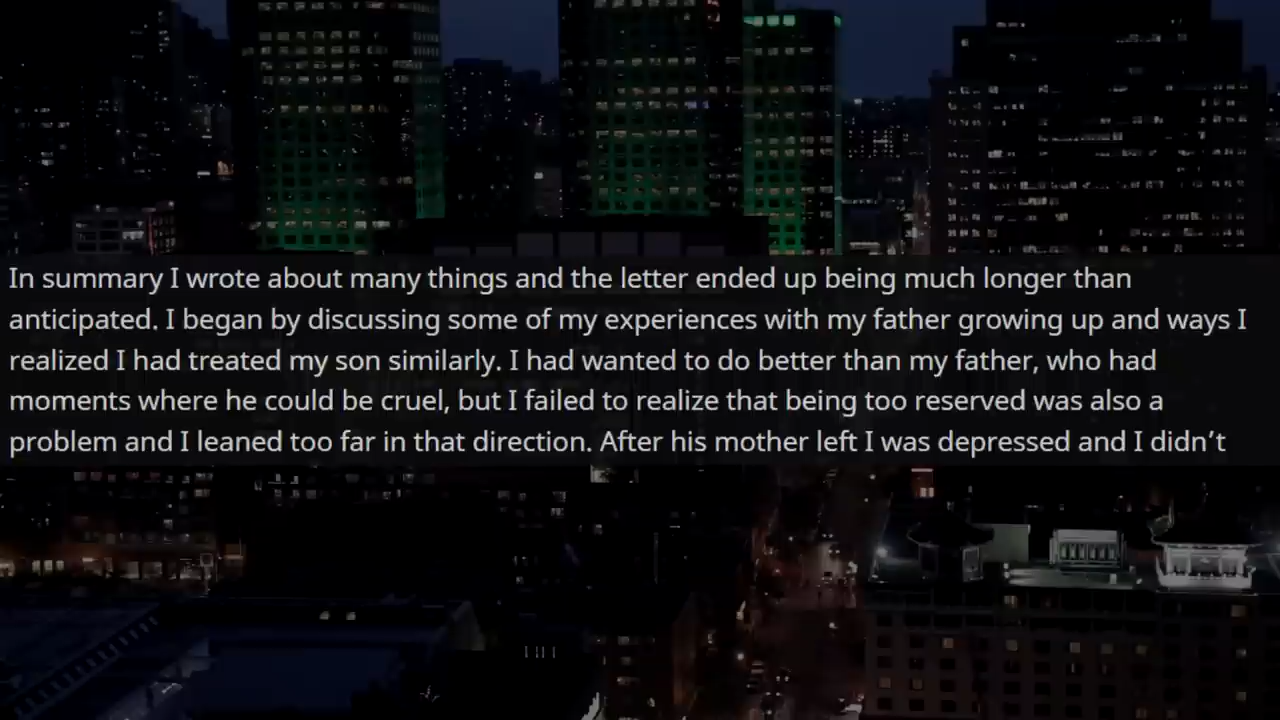 In summary I wrote about many things and the letter ended up being much longer than
anticipated. I began by discussing some of my experiences with my father growing up and ways I
realized I had treated my son similarly. I had wanted to do better than my father, who had
moments where he could be cruel, but I failed to realize that being too reserved was also a
problem and I leaned too far in that direction. After his mother left I was depressed and I didn’t